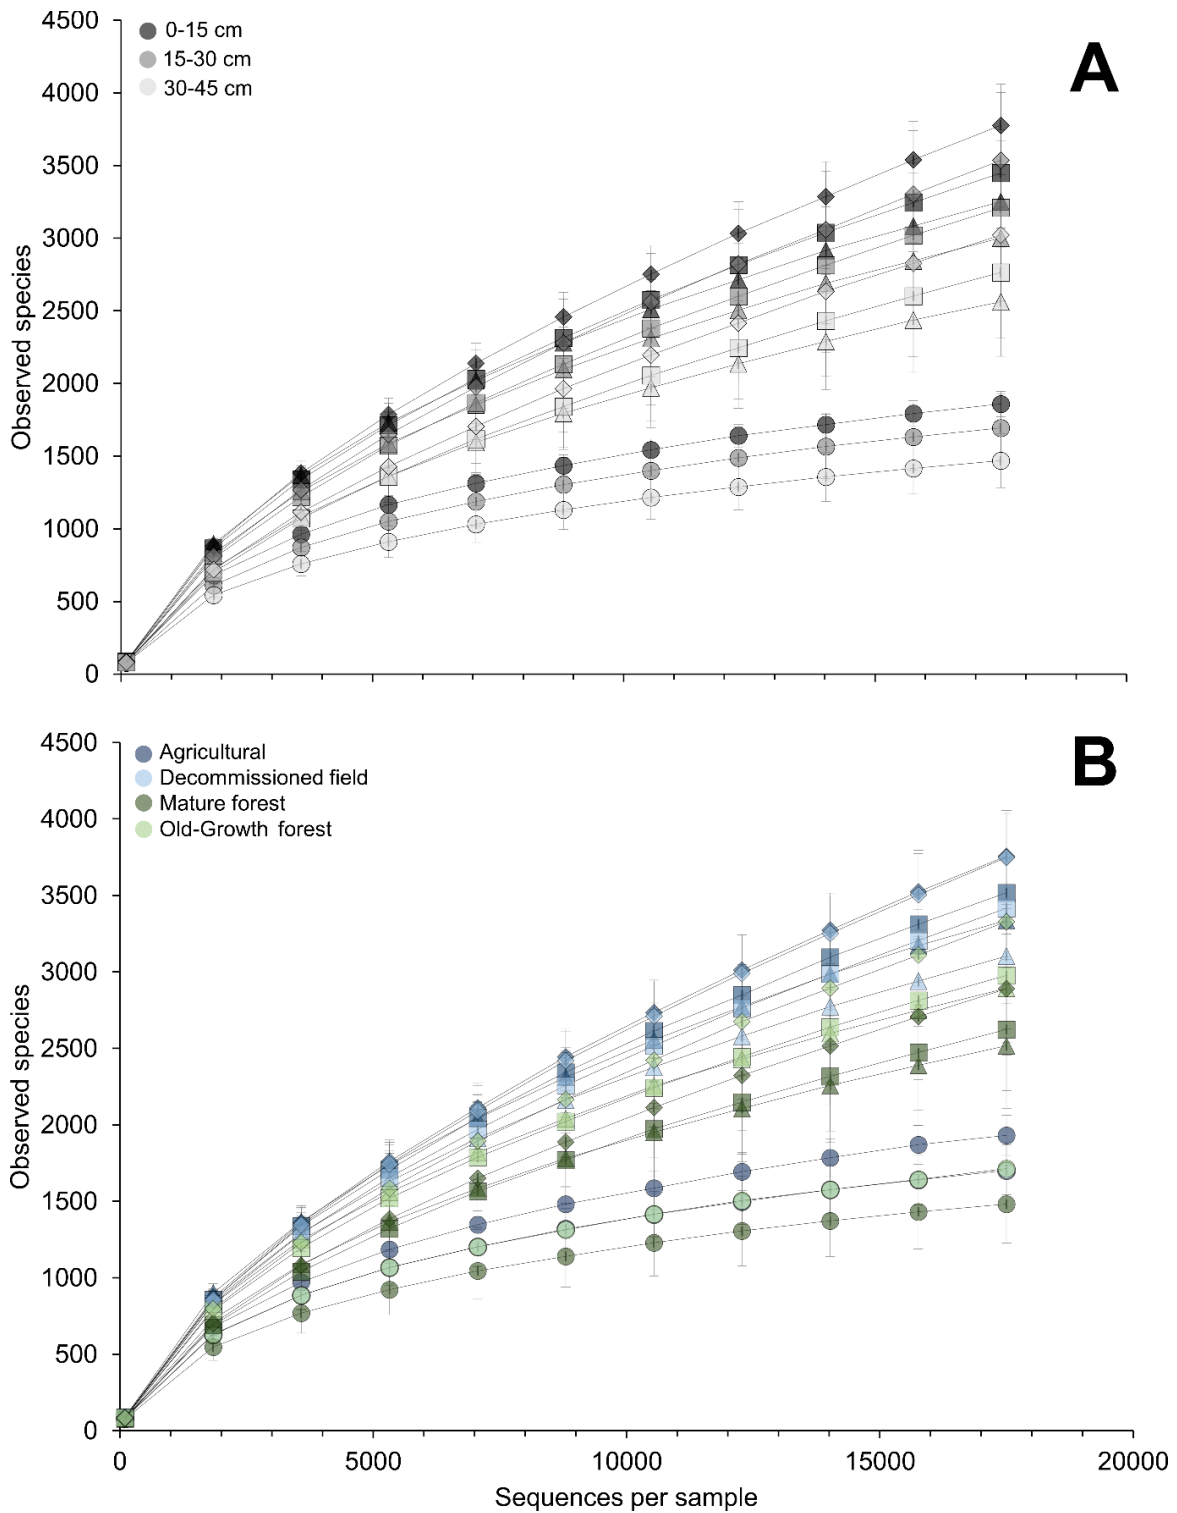 4500
4000
3500
3000
2500
2000
1500
1000
500
0
Observed species
0-15 cm
15-30 cm
30-45 cm
A
4500
4000
3500
3000
2500
2000
1500
1000
500
0
Observed species
Agricultural
Decommissioned field
Mature forest
Old-Growth forest
B
0 5000 10000 15000 20000
Sequences per sample